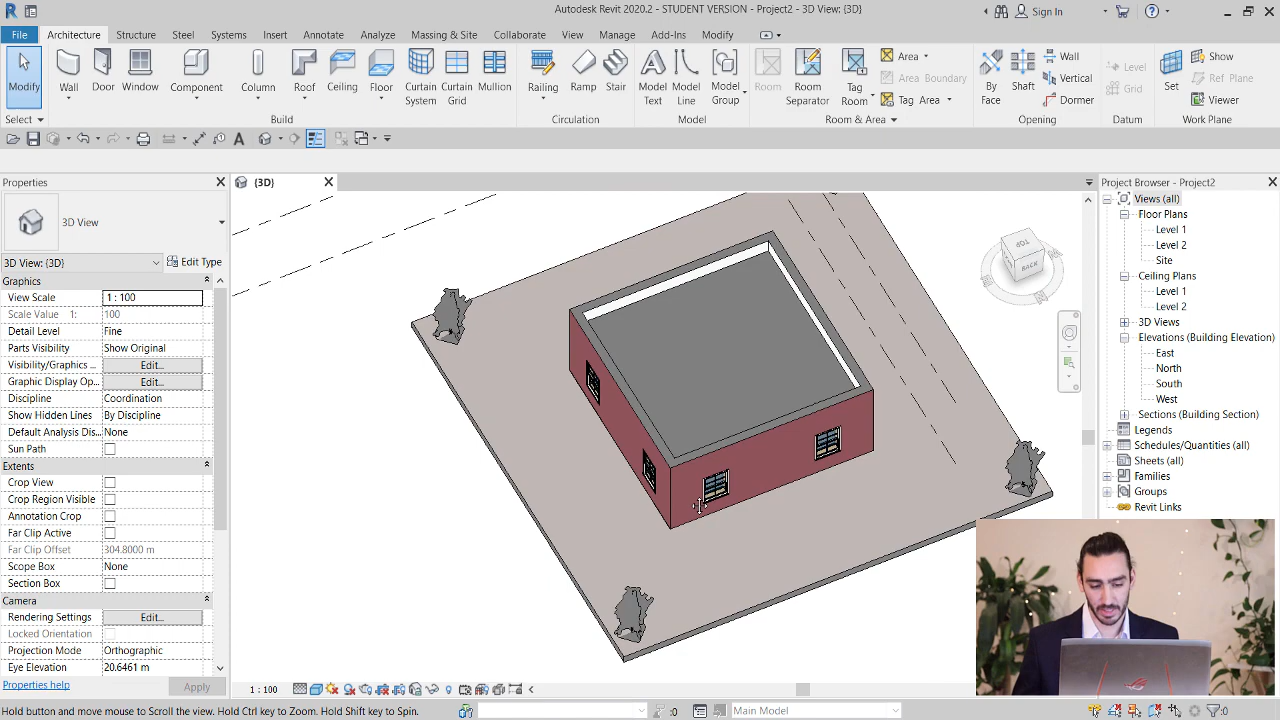 Autodesk Revit 2020.2 - STUDENT VERSION - Project2 - 3D View: {3D}
Sign In
File Architecture Structure Steel Systems Insert Annotate Analyze Massing & Site Collaborate View Manage Add-Ins Modify
Modify
Wall
Door
Window
Component
Column
Roof
Ceiling
Floor
Curtain System
Curtain Grid
Mullion
Railing
Ramp
Stair
Model Text
Model Line
Model Group
Room
Room Separator
Tag Room
Area
Area Boundary
Tag Area
By Face
Shaft
Wall
Vertical
Dormer
Level
Grid
Set
Show
Ref Plane
Viewer
Select
Build
Circulation
Model
Room & Area
Opening
Datum
Work Plane
Properties
3D View
3D View: {3D}
Edit Type
Graphics
View Scale 1 : 100
Scale Value 1: 100
Detail Level Fine
Parts Visibility Show Original
Visibility/Graphics ... Edit...
Graphic Display Op... Edit...
Discipline Coordination
Show Hidden Lines By Discipline
Default Analysis Dis... None
Sun Path
Extents
Crop View
Crop Region Visible
Annotation Crop
Far Clip Active
Far Clip Offset 304.8000 m
Scope Box None
Section Box
Camera
Rendering Settings Edit...
Locked Orientation
Projection Mode Orthographic
Eye Elevation 20.6461 m
Properties help
Apply
{3D}
TOP
BACK
Project Browser - Project2
Views (all)
Floor Plans
Level 1
Level 2
Site
Ceiling Plans
Level 1
Level 2
3D Views
Elevations (Building Elevation)
East
North
South
West
Sections (Building Section)
Legends
Schedules/Quantities (all)
Sheets (all)
Families
Groups
Revit Links
1 : 100
Hold button and move mouse to Scroll the view. Hold Ctrl key to Zoom. Hold Shift key to Spin.
:0
Main Model
:0